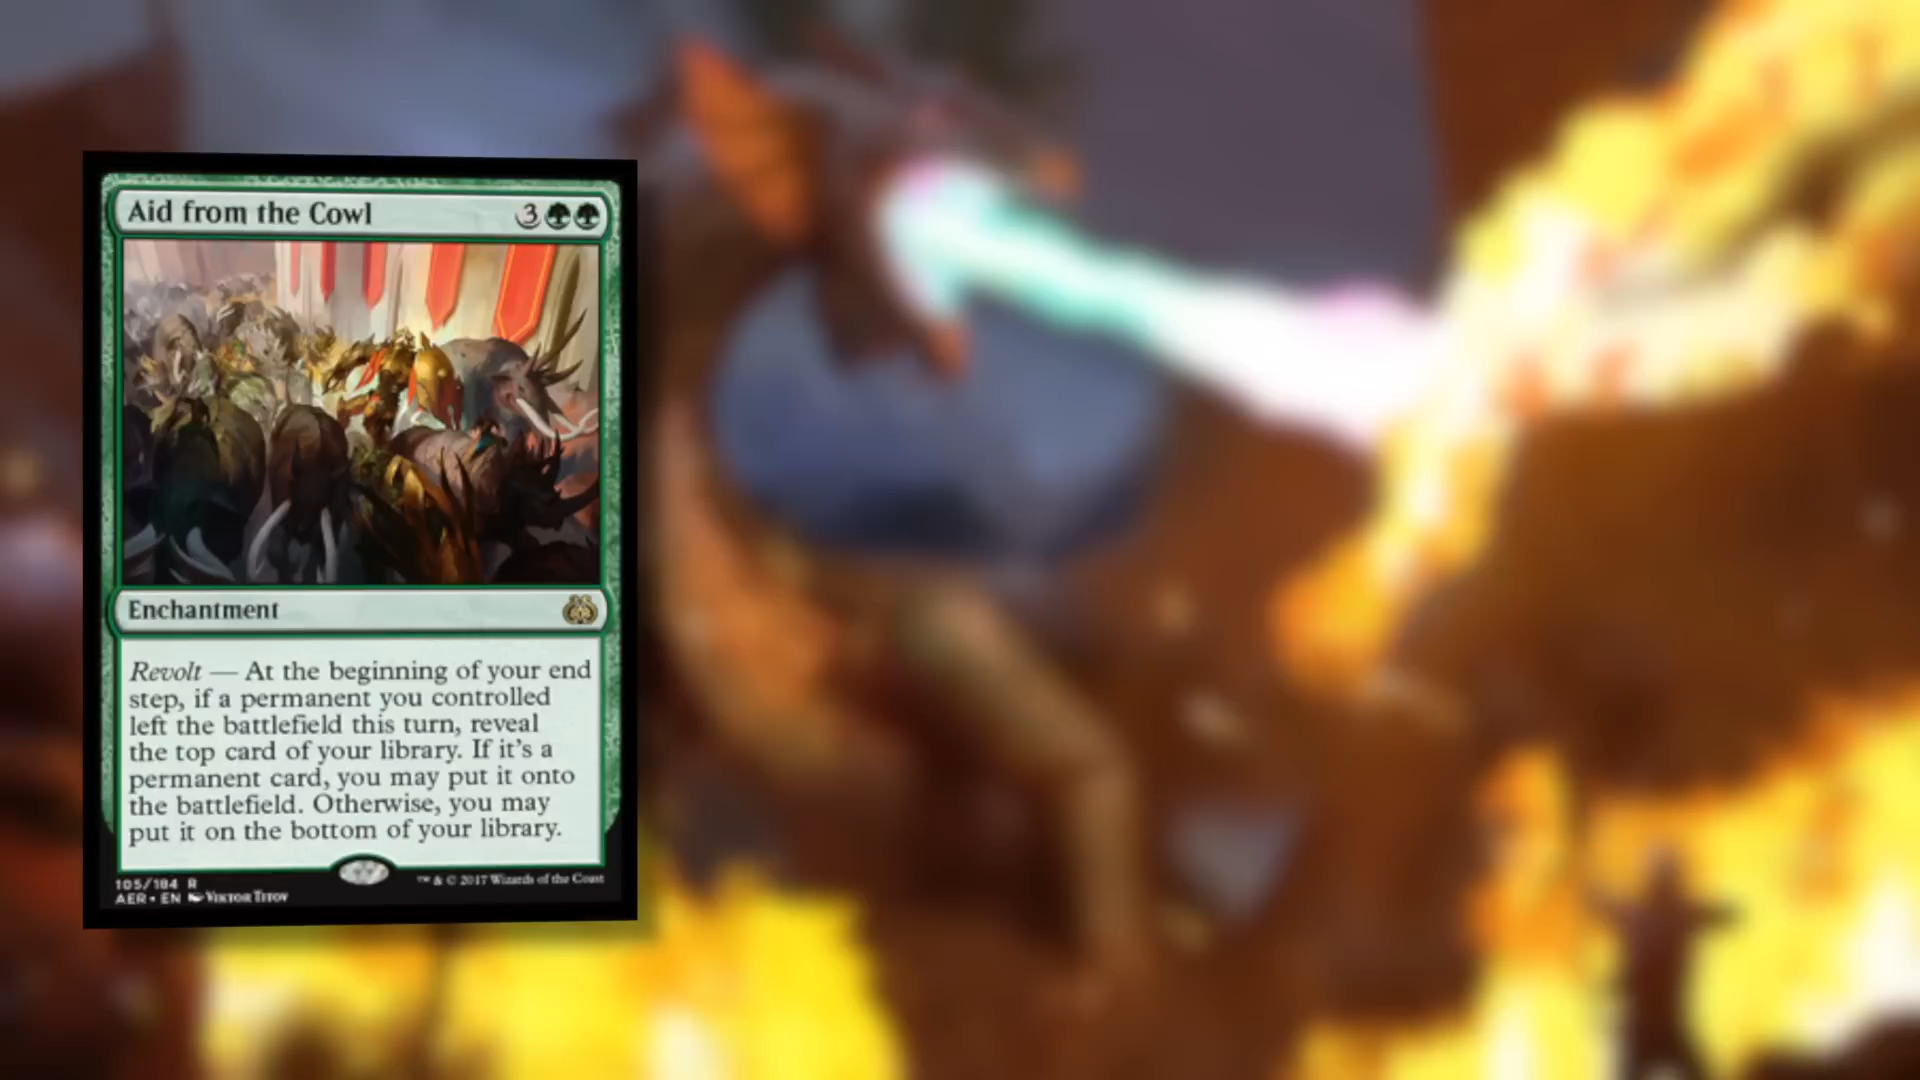 Aid from the Cowl 3
Enchantment
Revolt — At the beginning of your end
step, if a permanent you controlled
left the battlefield this turn, reveal
the top card of your library. If it's a
permanent card, you may put it onto
the battlefield. Otherwise, you may
put it on the bottom of your library.
105/184 R
AER • EN Viktor Titov
™ & © 2017 Wizards of the Coast